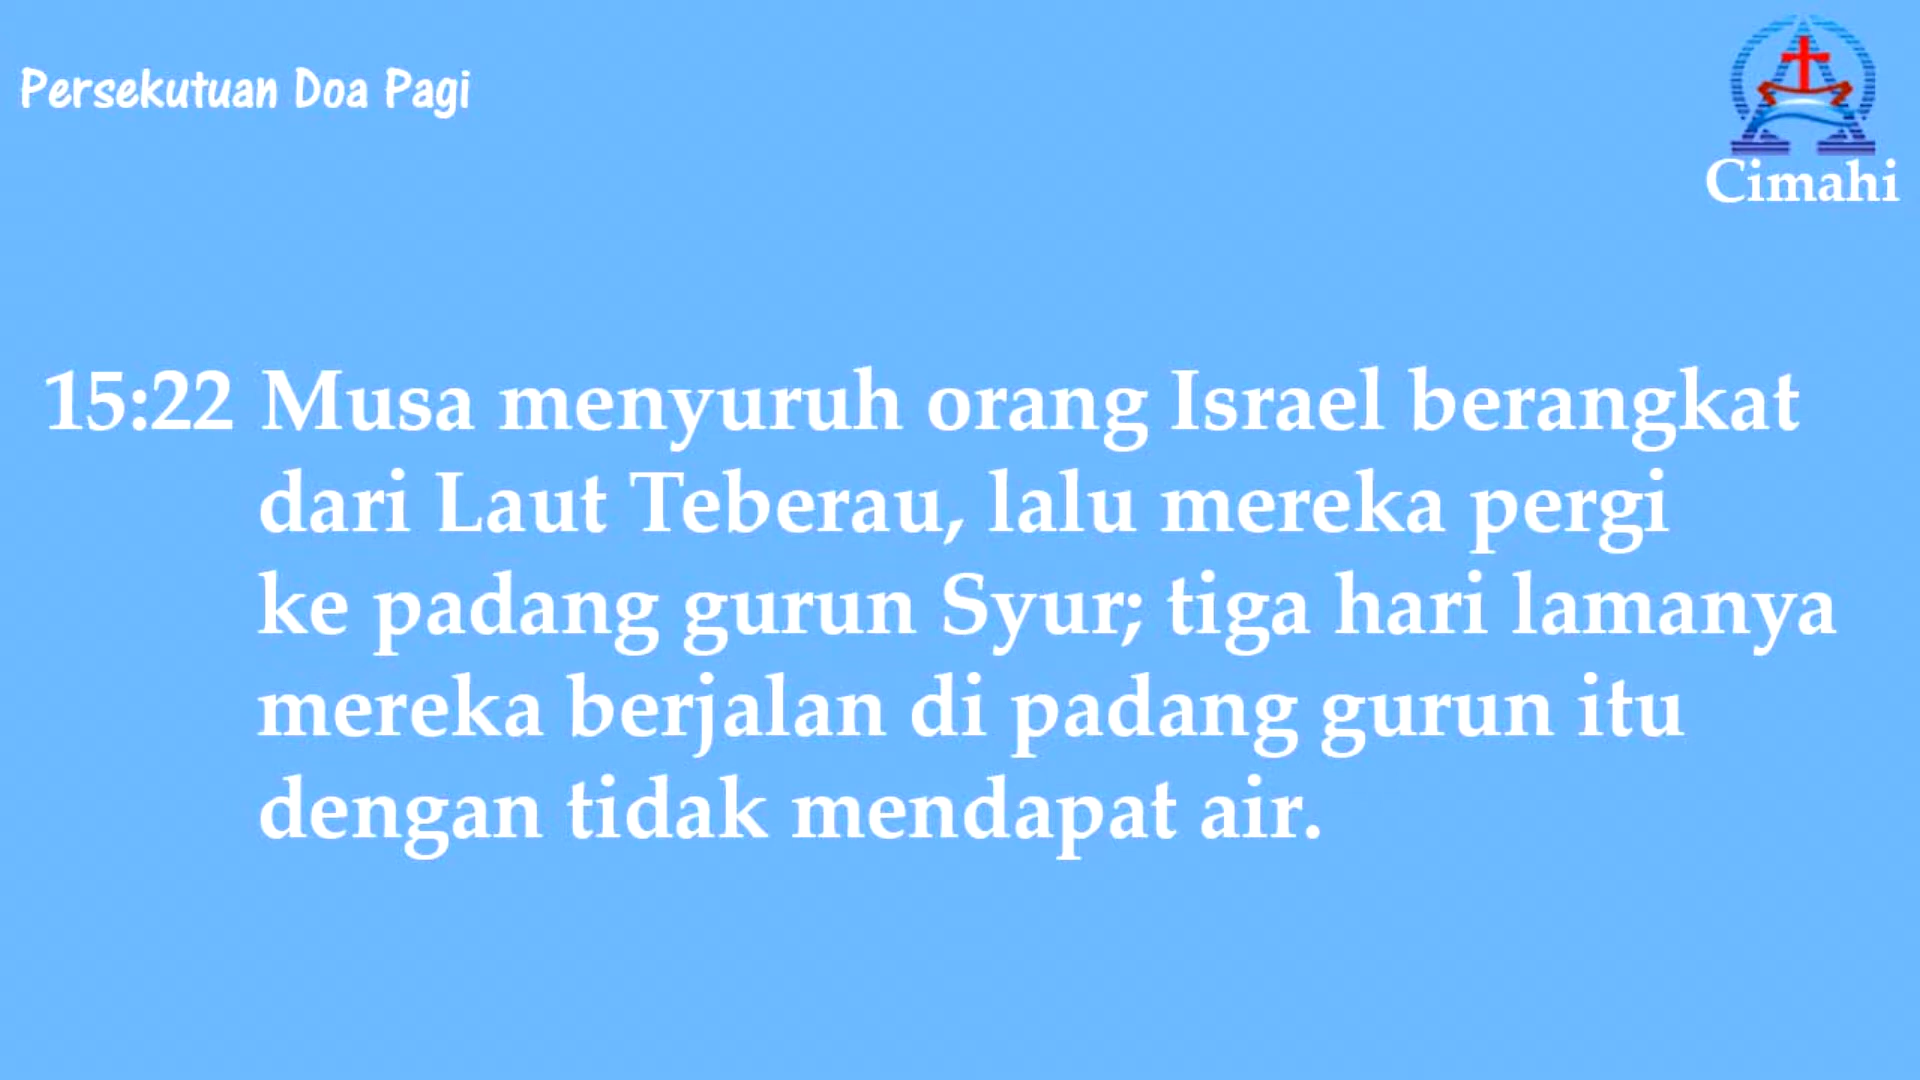 Persekutuan Doa Pagi
Cimahi
15:22 Musa menyuruh orang Israel berangkat
dari Laut Teberau, lalu mereka pergi
ke padang gurun Syur; tiga hari lamanya
mereka berjalan di padang gurun itu
dengan tidak mendapat air.